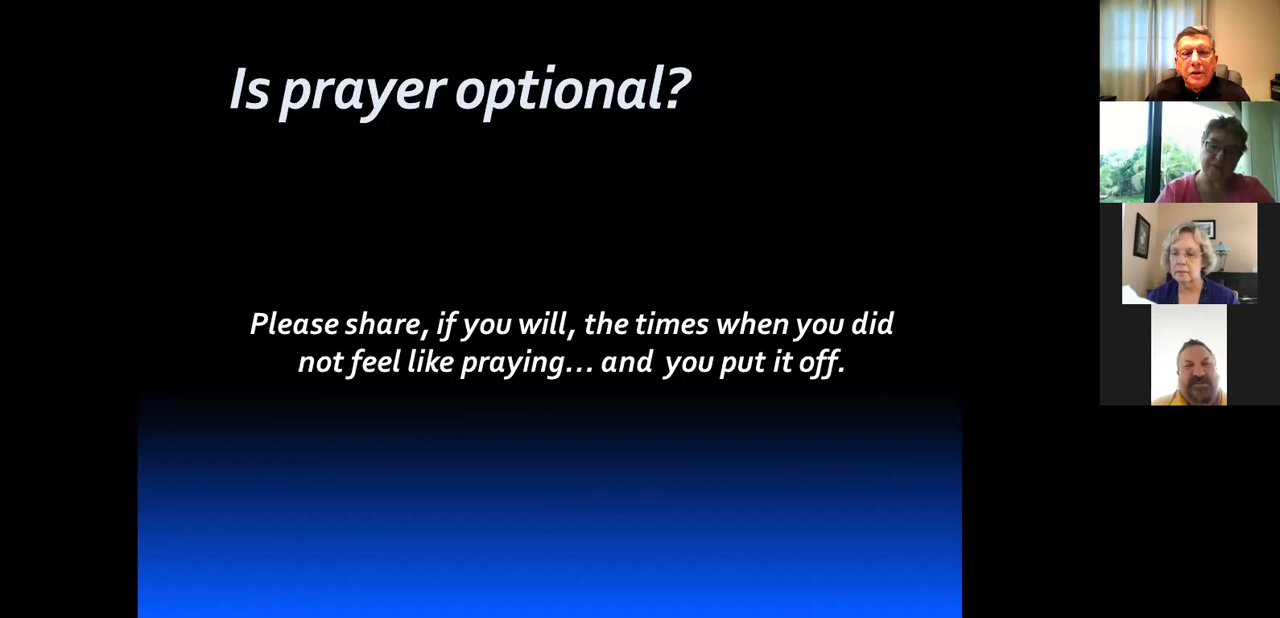 Is prayer optional?
Please share, if you will, the times when you did
not feel like praying... and you put it off.